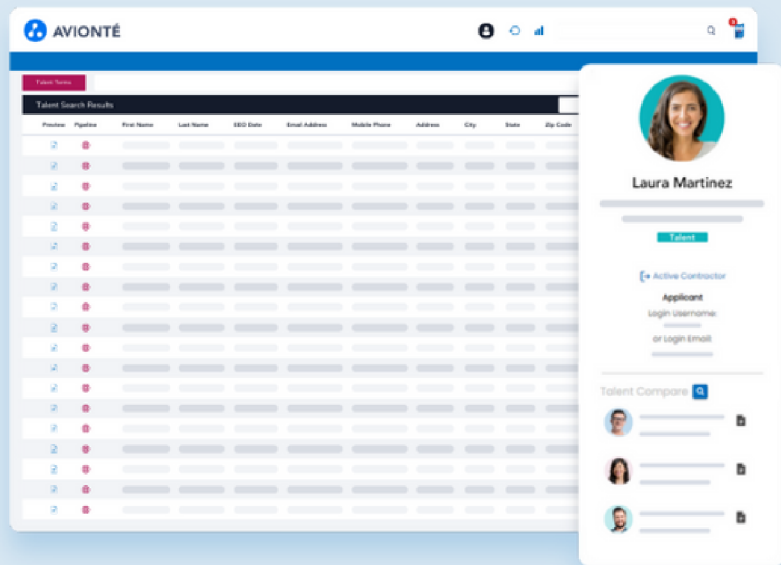 AVIONTÉ
Talent Terms
Talent Search Results
Preview Pipeline First Name Last Name EEO Date Email Address Mobile Phone Address City State Zip Code
Laura Martinez
Talent
Active Contractor
Applicant
Login Username:
or Login Email:
Talent Compare